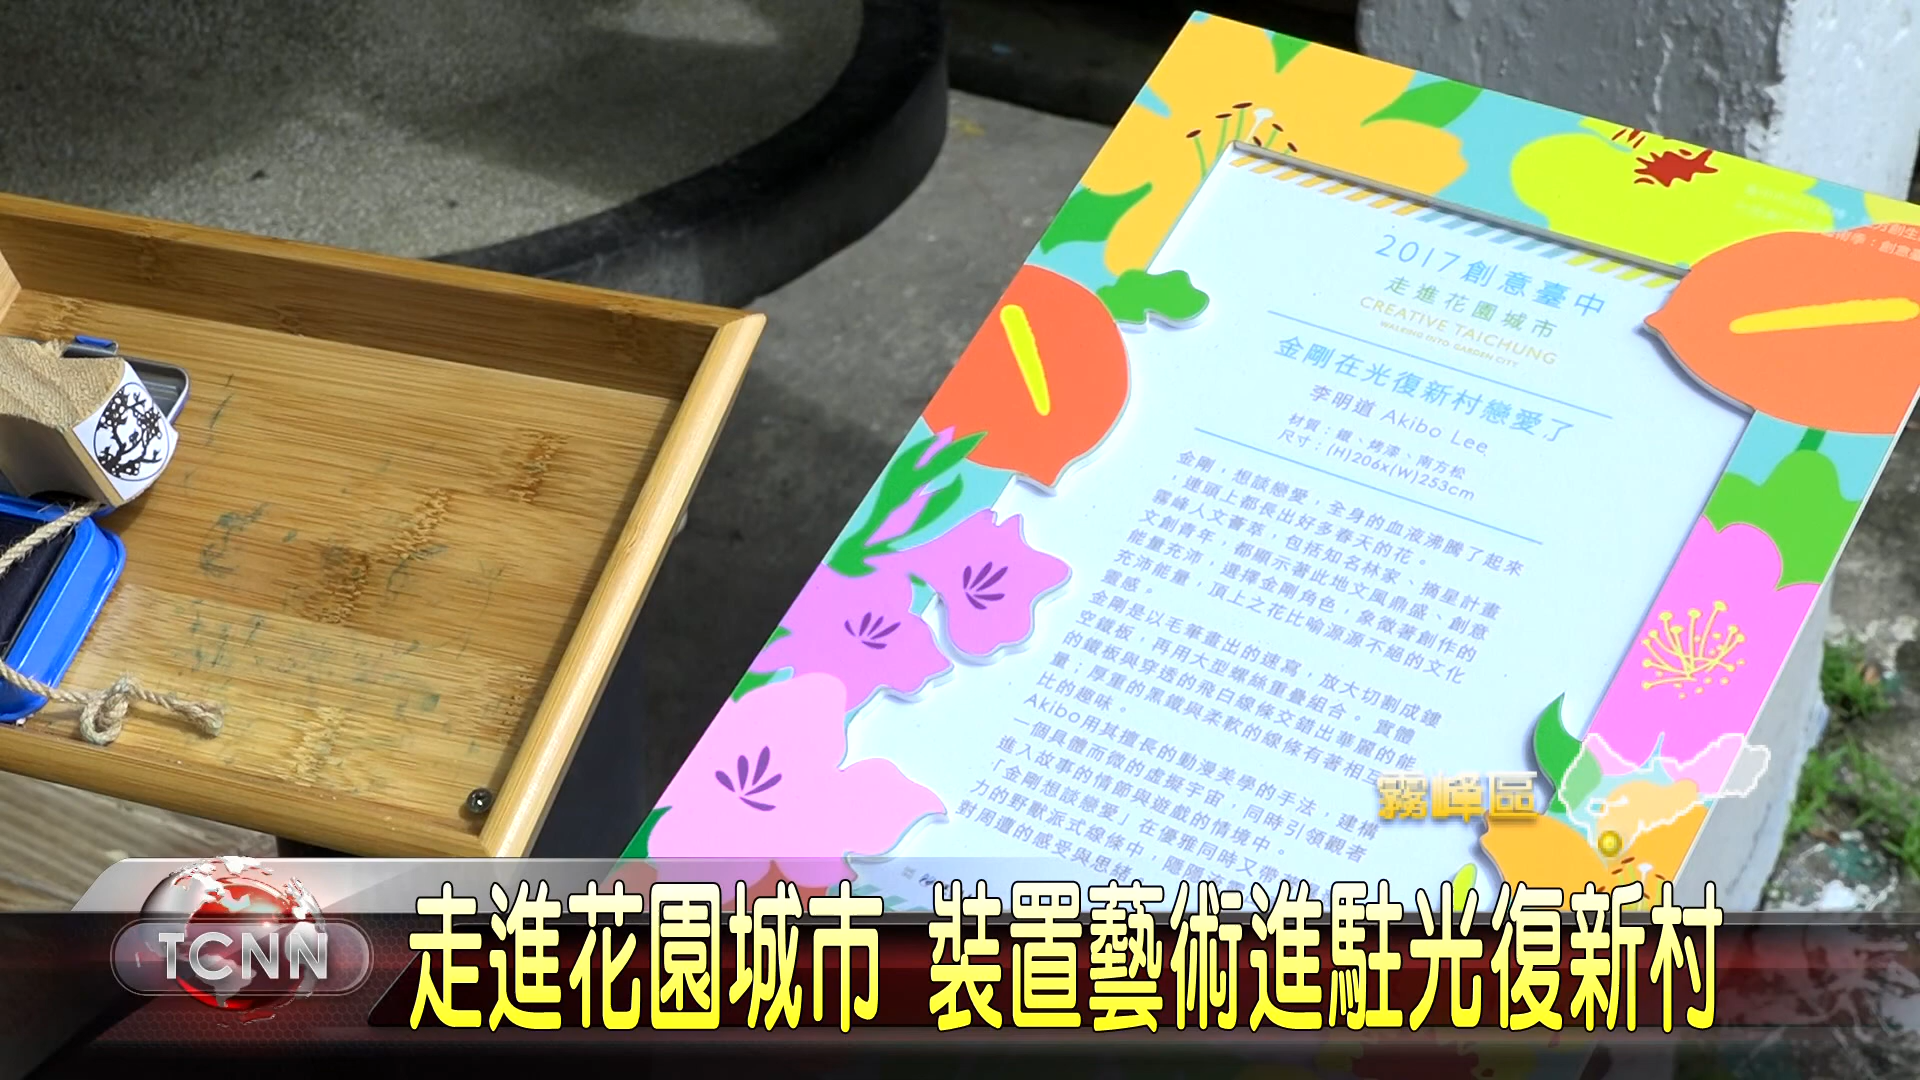 2017創意臺中
走進花園城市
CREATIVE TAICHUNG
WALKING INTO GARDEN CITY
金剛在光復新村戀愛了
李明道 Akibo Lee
材質：鐵、烤漆、南方松
尺寸：(H)206x(W)253cm
金剛，想談戀愛，全身的血液沸騰了起來
，連頭上都長出好多春天的花。
霧峰人文薈萃，包括知名林家、摘星計畫
文創青年，都顯示著此地文風鼎盛、創意
能量充沛，選擇金剛角色，象徵著創作的
充沛能量，頂上之花比喻源源不絕的文化
靈感。
金剛是以毛筆畫出的速寫，放大切割成鏤
空鐵板，再用大型螺絲重疊組合。實體
的鐵板與穿透的飛白線條交錯出華麗的能
量；厚重的黑鐵與柔軟的線條有著相互
比的趣味。
Akibo用其擅長的動漫美學的手法，建構
一個具體而微的虛擬宇宙，同時引領觀者
進入故事的情節與遊戲的情境中。
「金剛想談戀愛」在優雅同時又帶
力的野獸派式線條中，隱隱
對周遭的感受與思緒
霧峰區
TCNN
走進花園城市 裝置藝術進駐光復新村